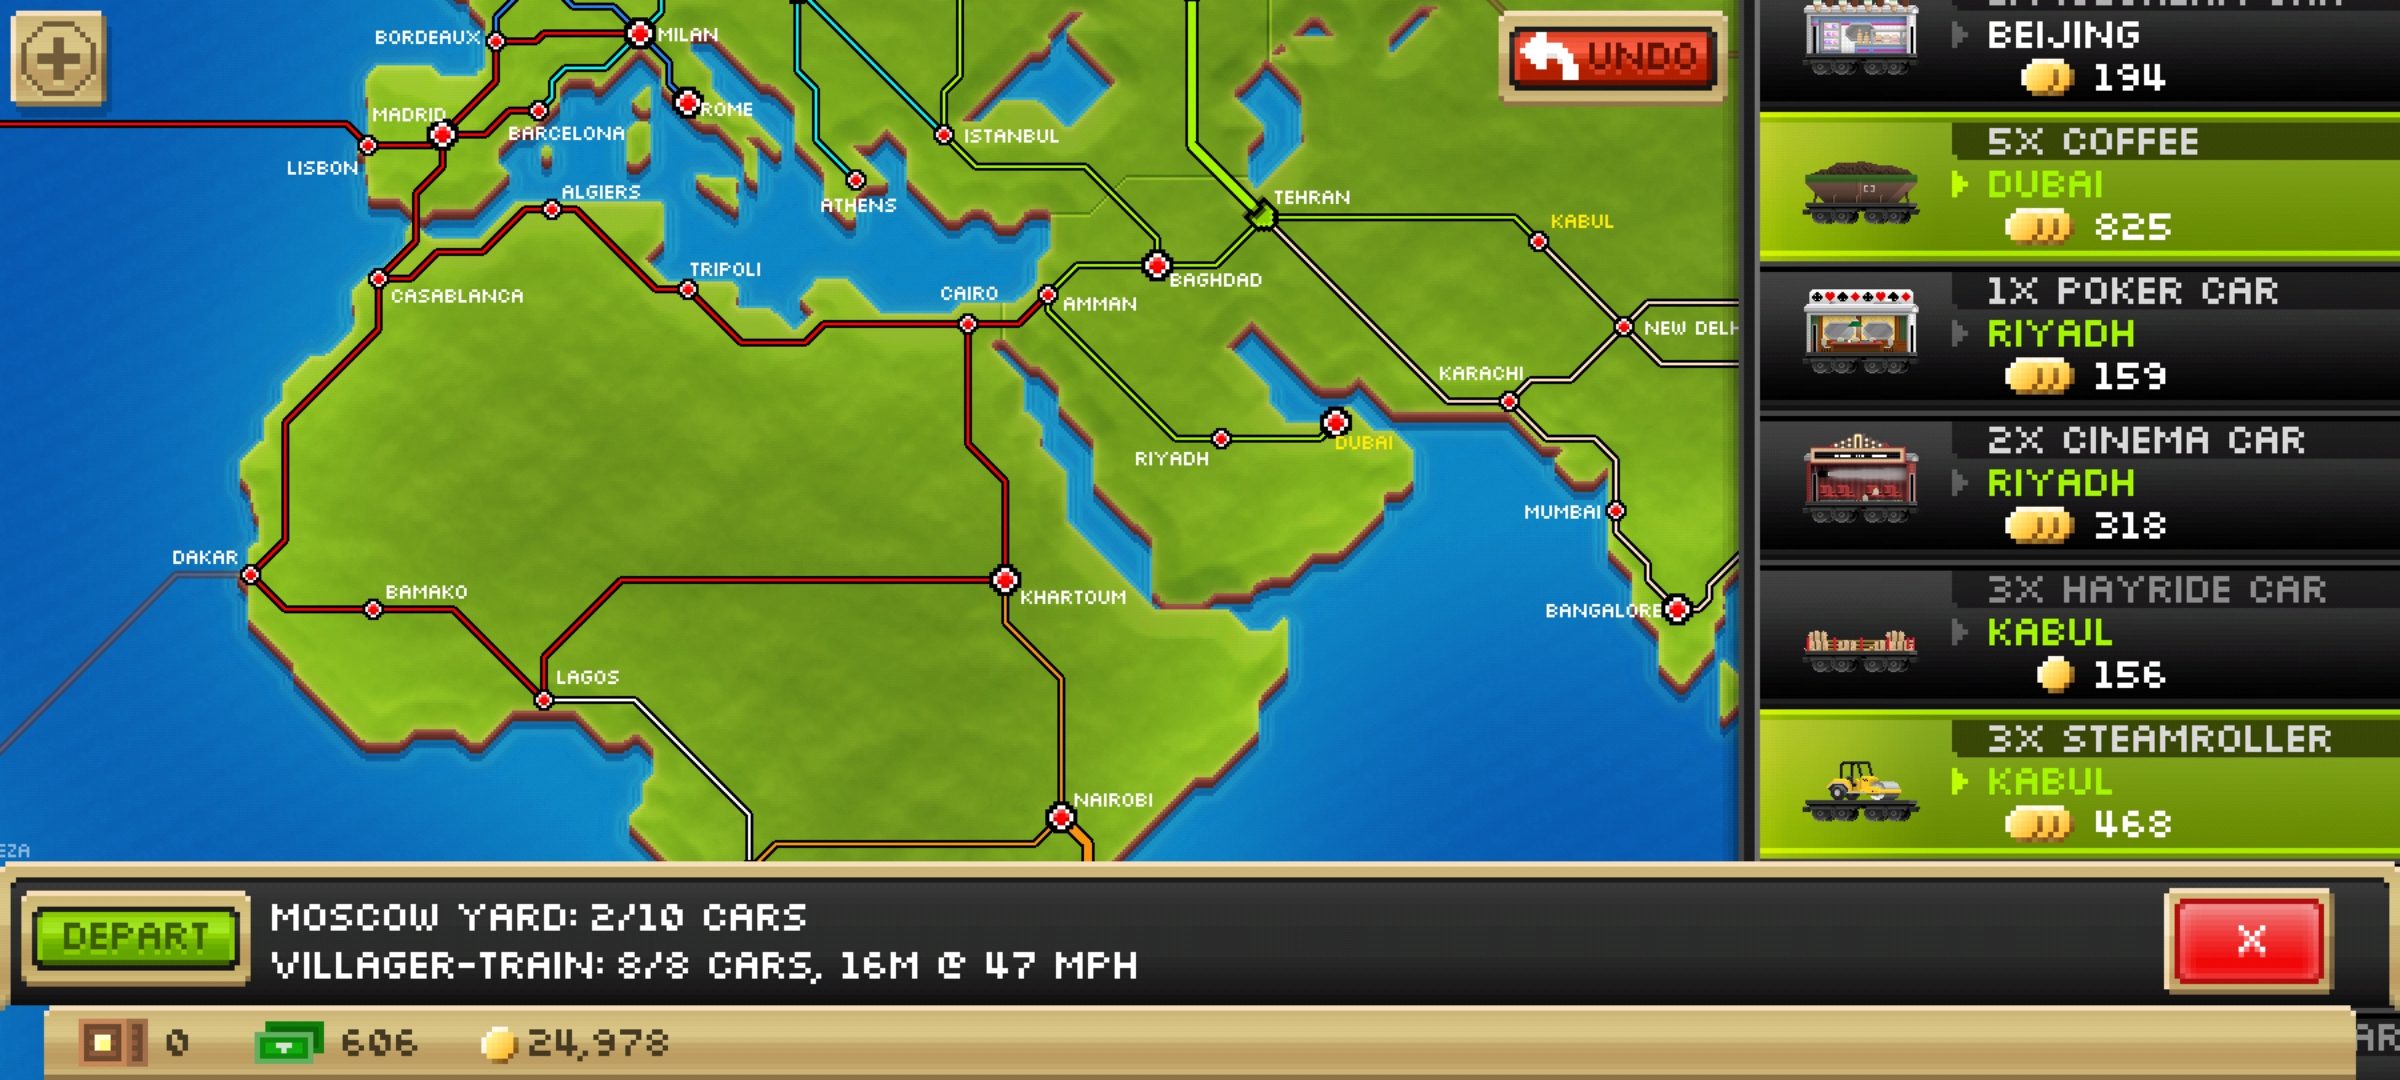 BORDEAUX
MILAN
MADRID
BARCELONA
ROME
LISBON
ISTANBUL
ALGIERS
ATHENS
TEHRAN
KABUL
CASABLANCA
TRIPOLI
CAIRO
AMMAN
BAGHDAD
NEW DELH
KARACHI
RIYADH
DUBAI
MUMBAI
DAKAR
BAMAKO
KHARTOUM
BANGALORE
LAGOS
NAIROBI
EZA
UNDO
BEIJING
194
5X COFFEE
DUBAI
825
1X POKER CAR
RIYADH
159
2X CINEMA CAR
RIYADH
318
3X HAYRIDE CAR
KABUL
156
3X STEAMROLLER
KABUL
468
DEPART
MOSCOW YARD: 2/10 CARS
VILLAGER-TRAIN: 8/8 CARS, 16M @ 47 MPH
X
0
606
24,978
AR